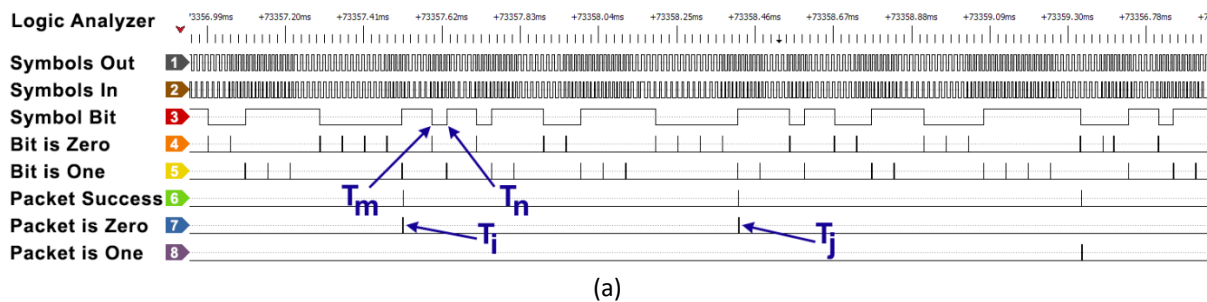 Logic Analyzer
73356.99ms +73357.20ms +73357.41ms +73357.62ms +73357.83ms +73358.04ms +73358.25ms +73358.46ms +73358.67ms +73358.88ms +73359.09ms +73359.30ms +73356.78ms +7
Symbols Out 1
Symbols In 2
Symbol Bit 3
Bit is Zero 4
Bit is One 5
Packet Success 6
Tm Tn
Packet is Zero 7
Ti Tj
Packet is One 8
(a)